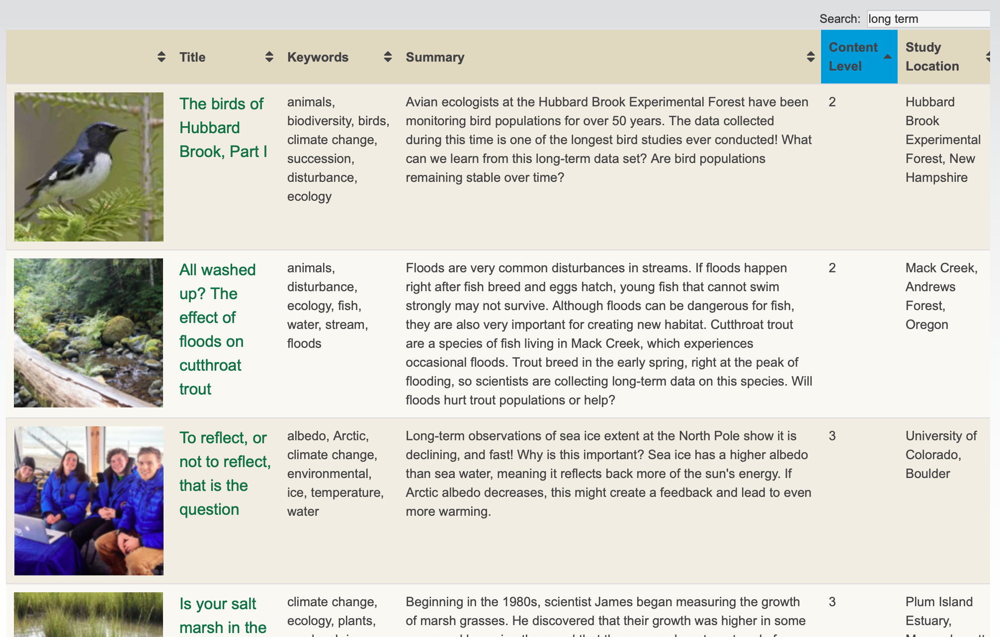 Search: long term
Title Keywords Summary Content Level Study Location
The birds of
Hubbard
Brook, Part I
animals,
biodiversity, birds,
climate change,
succession,
disturbance,
ecology
Avian ecologists at the Hubbard Brook Experimental Forest have been
monitoring bird populations for over 50 years. The data collected
during this time is one of the longest bird studies ever conducted! What
can we learn from this long-term data set? Are bird populations
remaining stable over time?
2
Hubbard
Brook
Experimental
Forest, New
Hampshire
All washed
up? The
effect of
floods on
cutthroat
trout
animals,
disturbance,
ecology, fish,
water, stream,
floods
Floods are very common disturbances in streams. If floods happen
right after fish breed and eggs hatch, young fish that cannot swim
strongly may not survive. Although floods can be dangerous for fish,
they are also very important for creating new habitat. Cutthroat trout
are a species of fish living in Mack Creek, which experiences
occasional floods. Trout breed in the early spring, right at the peak of
flooding, so scientists are collecting long-term data on this species. Will
floods hurt trout populations or help?
2
Mack Creek,
Andrews
Forest,
Oregon
To reflect, or
not to reflect,
that is the
question
albedo, Arctic,
climate change,
environmental,
ice, temperature,
water
Long-term observations of sea ice extent at the North Pole show it is
declining, and fast! Why is this important? Sea ice has a higher albedo
than sea water, meaning it reflects back more of the sun's energy. If
Arctic albedo decreases, this might create a feedback and lead to even
more warming.
3
University of
Colorado,
Boulder
Is your salt
marsh in the
climate change,
ecology, plants,
Beginning in the 1980s, scientist James began measuring the growth
of marsh grasses. He discovered that their growth was higher in some
3
Plum Island
Estuary,